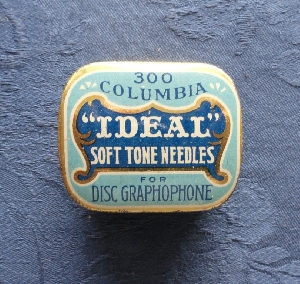 300
COLUMBIA
"IDEAL"
SOFT TONE NEEDLES
FOR
DISC GRAPHOPHONE